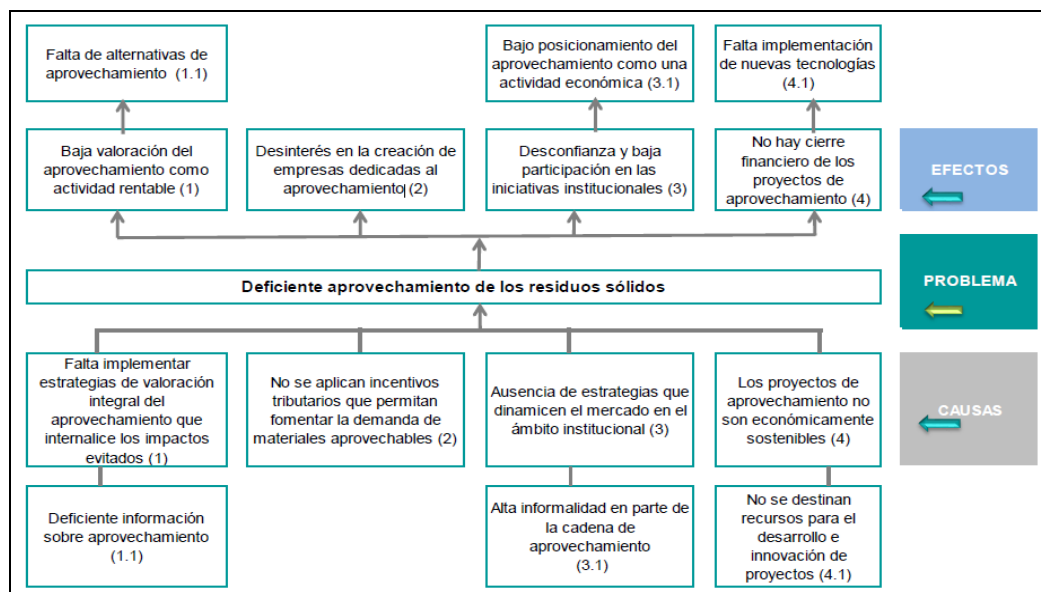 Falta de alternativas de
aprovechamiento (1.1)
Bajo posicionamiento del
aprovechamiento como una
actividad económica (3.1)
Falta implementación
de nuevas tecnologías
(4.1)
Baja valoración del
aprovechamiento como
actividad rentable (1)
Desinterés en la creación de
empresas dedicadas al
aprovechamiento (2)
Desconfianza y baja
participación en las
iniciativas institucionales (3)
No hay cierre
financiero de los
proyectos de
aprovechamiento (4)
EFECTOS
Deficiente aprovechamiento de los residuos sólidos
PROBLEMA
Falta implementar
estrategias de valoración
integral del
aprovechamiento que
internalice los impactos
evitados (1)
No se aplican incentivos
tributarios que permitan
fomentar la demanda de
materiales aprovechables (2)
Ausencia de estrategias que
dinamicen el mercado en el
ámbito institucional (3)
Los proyectos de
aprovechamiento no
son económicamente
sostenibles (4)
CAUSAS
Deficiente información
sobre aprovechamiento
(1.1)
Alta informalidad en parte de
la cadena de
aprovechamiento
(3.1)
No se destinan
recursos para el
desarrollo e
innovación de
proyectos (4.1)